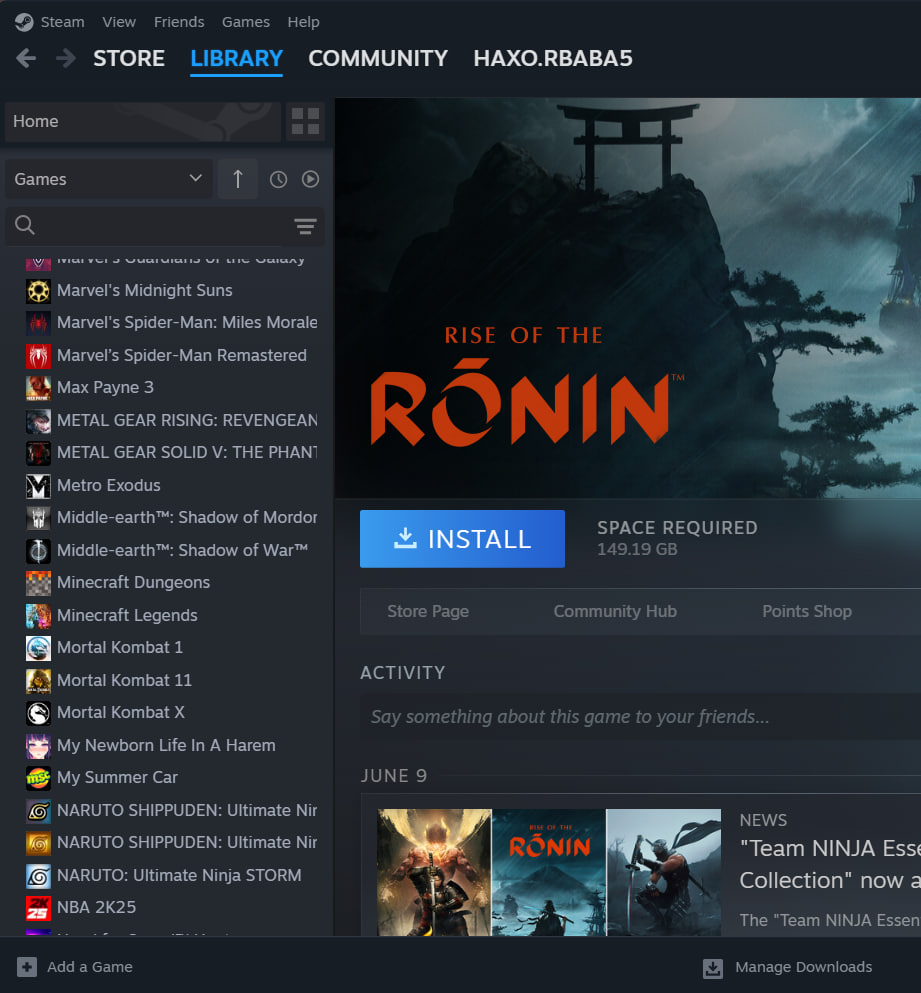 Steam View Friends Games Help
STORE LIBRARY COMMUNITY HAXO.RBABA5
Home
Games
Marvel's Guardians of the Galaxy
Marvel's Midnight Suns
Marvel's Spider-Man: Miles Morale
Marvel's Spider-Man Remastered
Max Payne 3
METAL GEAR RISING: REVENGEAN
METAL GEAR SOLID V: THE PHANT
Metro Exodus
Middle-earth™: Shadow of Mordor
Middle-earth™: Shadow of War™
Minecraft Dungeons
Minecraft Legends
Mortal Kombat 1
Mortal Kombat 11
Mortal Kombat X
My Newborn Life In A Harem
My Summer Car
NARUTO SHIPPUDEN: Ultimate Nin
NARUTO SHIPPUDEN: Ultimate Nin
NARUTO: Ultimate Ninja STORM
NBA 2K25
RISE OF THE
RŌNIN™
INSTALL
SPACE REQUIRED
149.19 GB
Store Page Community Hub Points Shop
ACTIVITY
Say something about this game to your friends...
JUNE 9
RISE OF THE
RŌNIN
NEWS
"Team NINJA Esse
Collection" now a
The "Team NINJA Essen
Add a Game
Manage Downloads